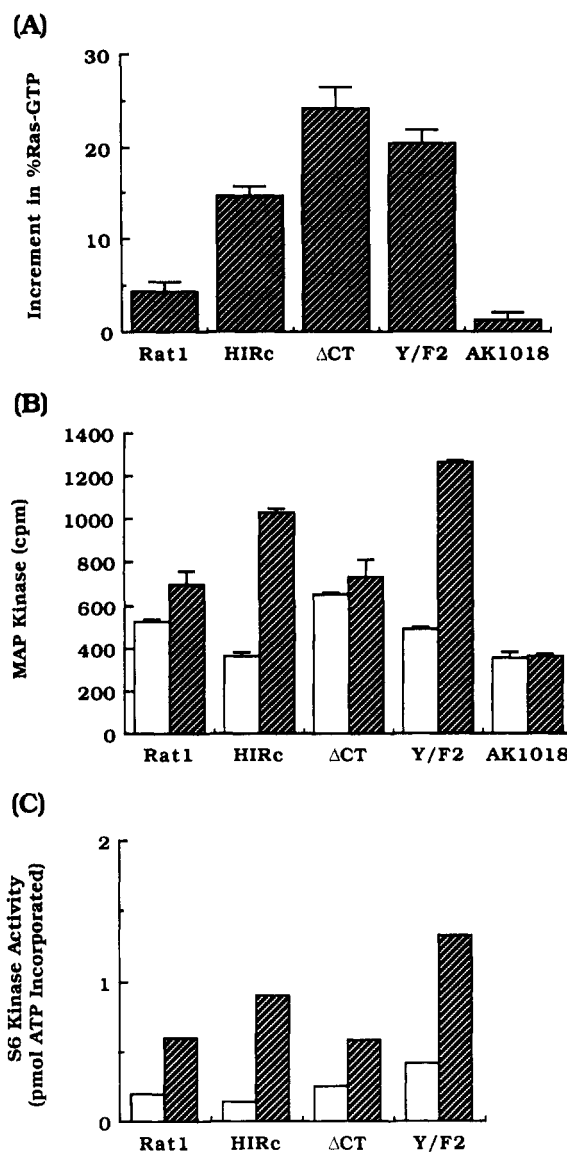 (A)
Increment in %Ras-GTP
30
20
10
0
Rat1 HIRc ΔCT Y/F2 AK1018
(B)
MAP Kinase (cpm)
1400
1200
1000
800
600
400
200
0
Rat1 HIRc ΔCT Y/F2 AK1018
(C)
S6 Kinase Activity
(pmol ATP Incorporated)
2
1
0
Rat1 HIRc ΔCT Y/F2